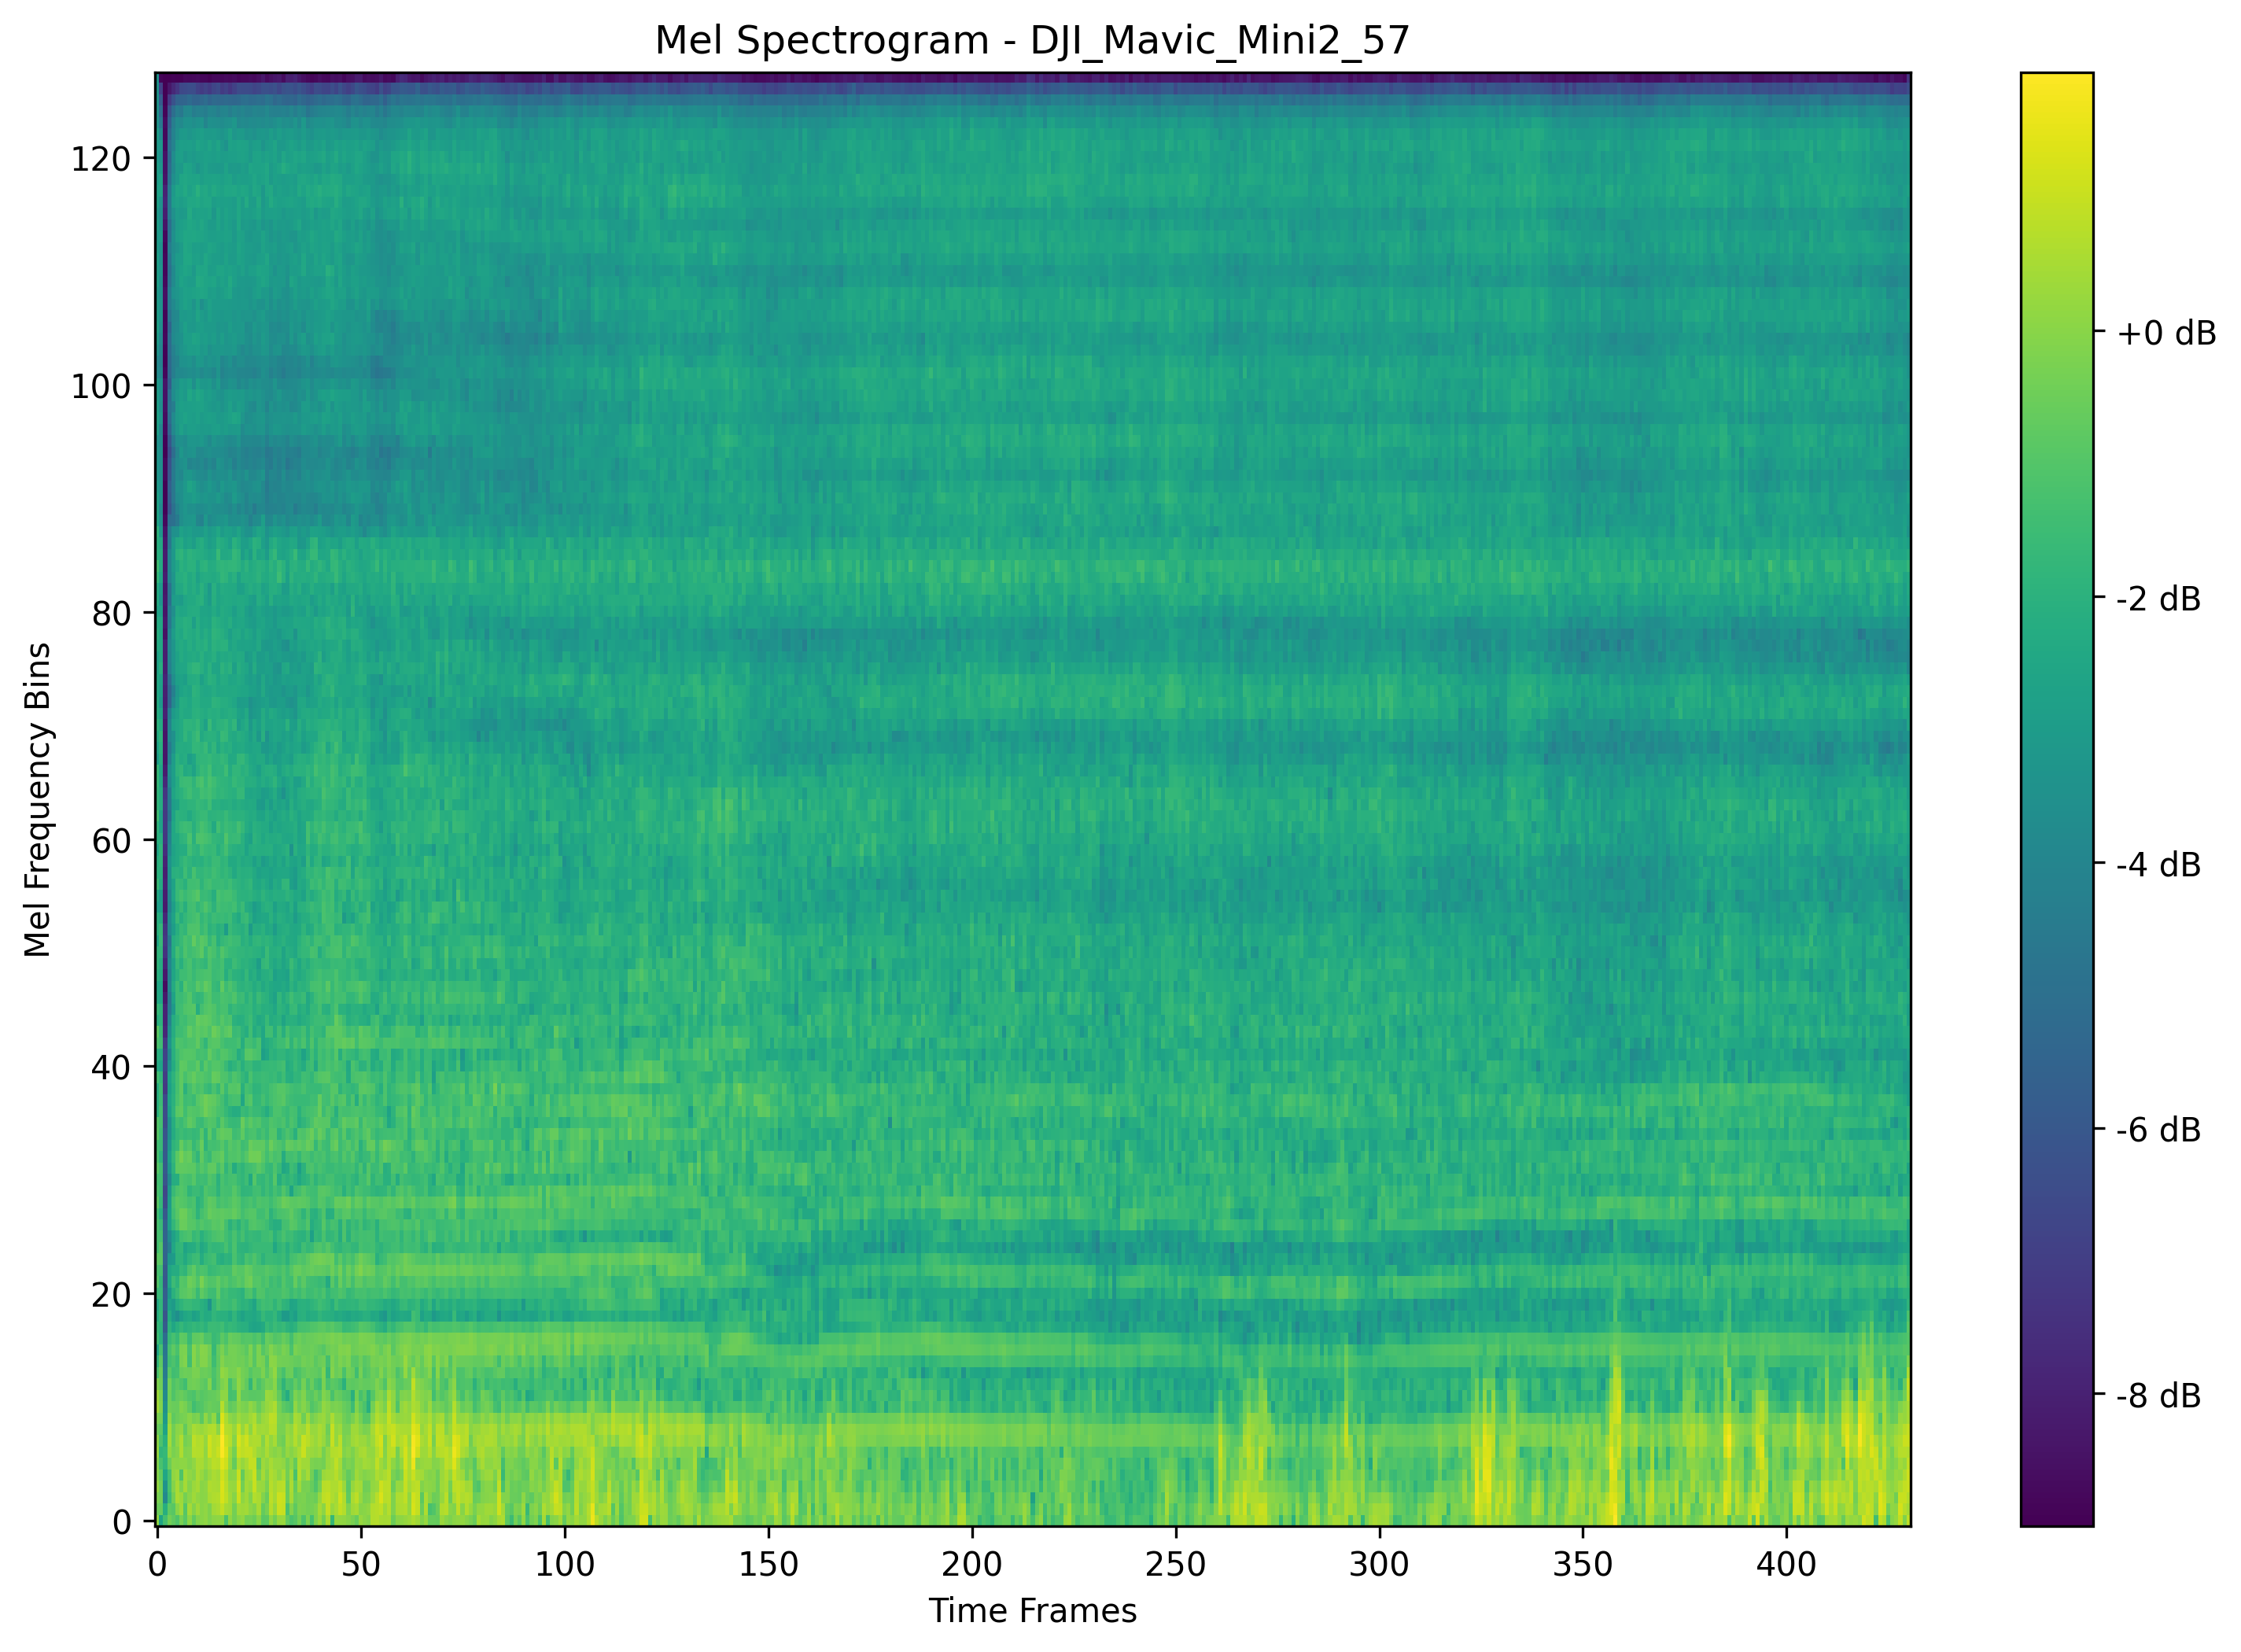 Mel Spectrogram - DJI_Mavic_Mini2_57
Mel Frequency Bins
120
100
80
60
40
20
0
0 50 100 150 200 250 300 350 400
Time Frames
+0 dB
-2 dB
-4 dB
-6 dB
-8 dB